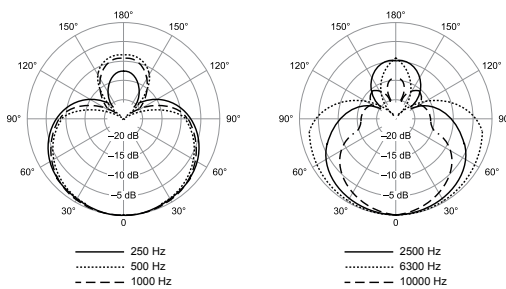 180°
150° 150°
120° 120°
90° 90°
60° 60°
30° 30°
0
–20 dB
–15 dB
–10 dB
–5 dB
250 Hz
500 Hz
1000 Hz
180°
150° 150°
120° 120°
90° 90°
60° 60°
30° 30°
0
–20 dB
–15 dB
–10 dB
–5 dB
2500 Hz
6300 Hz
10000 Hz